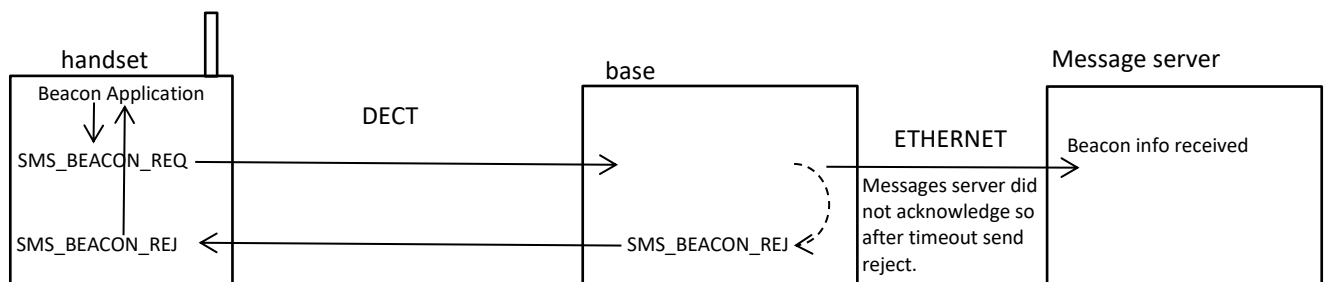 handset
base
Message server
Beacon Application
DECT
ETHERNET
Beacon info received
SMS_BEACON_REQ
Messages server did
not acknowledge so
after timeout send
reject.
SMS_BEACON_REJ
SMS_BEACON_REJ